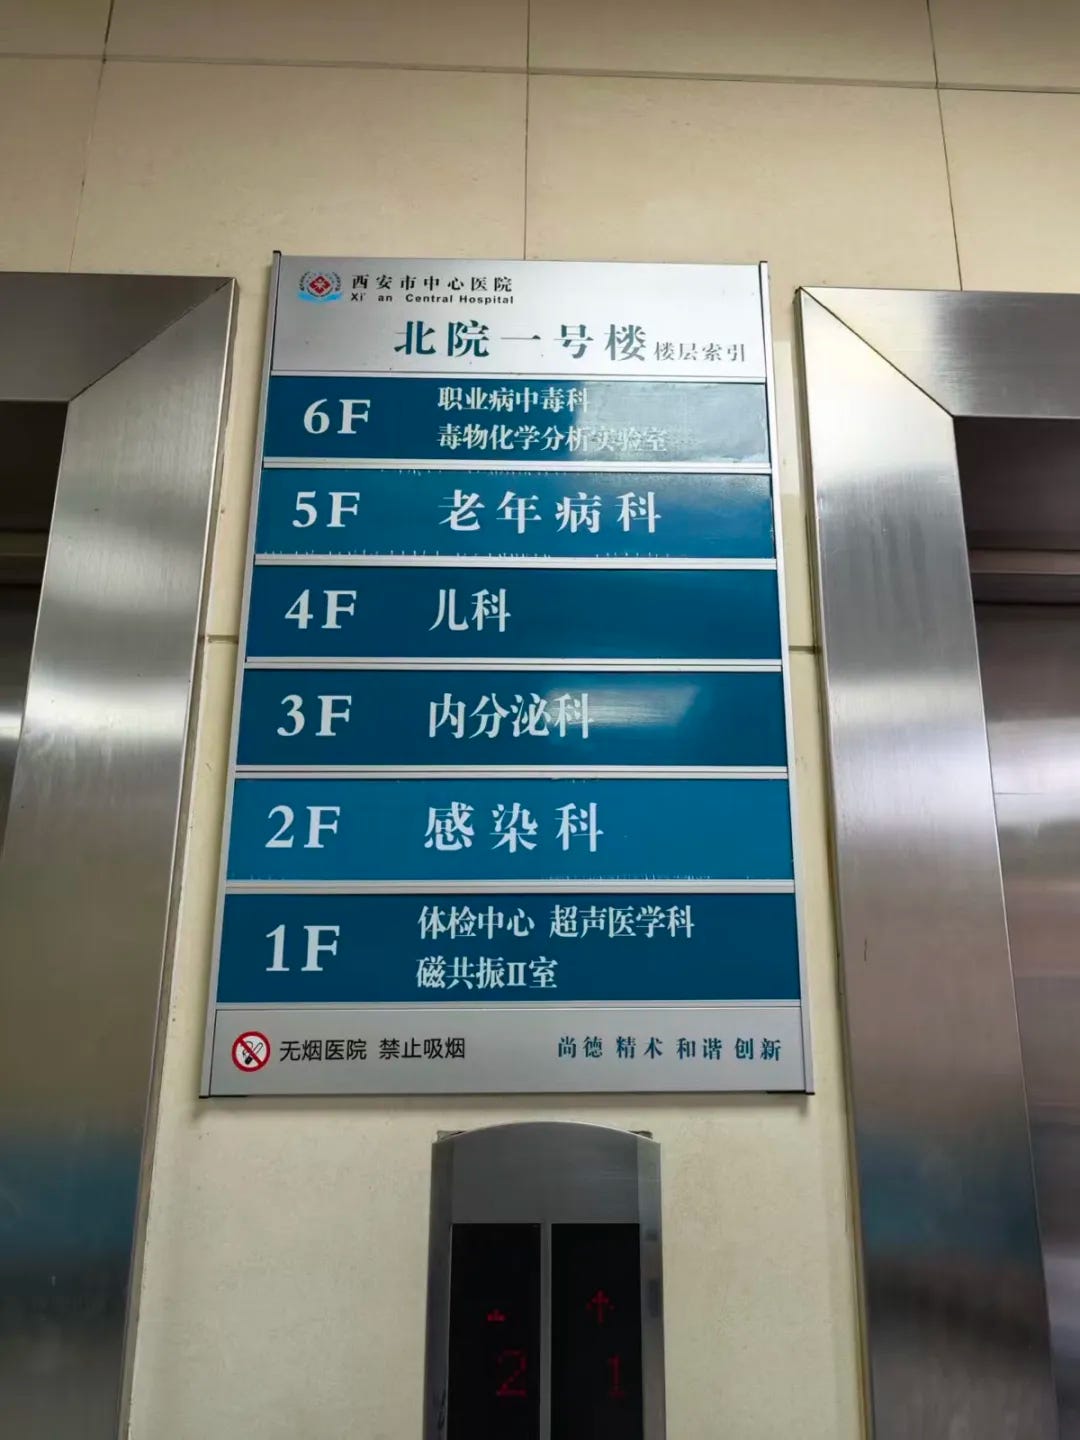 西安市中心医院
Xi'an Central Hospital
北院一号楼 楼层索引
6F 职业病中毒科
毒物化学分析实验室
5F 老年病科
4F 儿科
3F 内分泌科
2F 感染科
1F 体检中心 超声医学科
磁共振II室
无烟医院 禁止吸烟 尚德 精术 和谐 创新
2 1